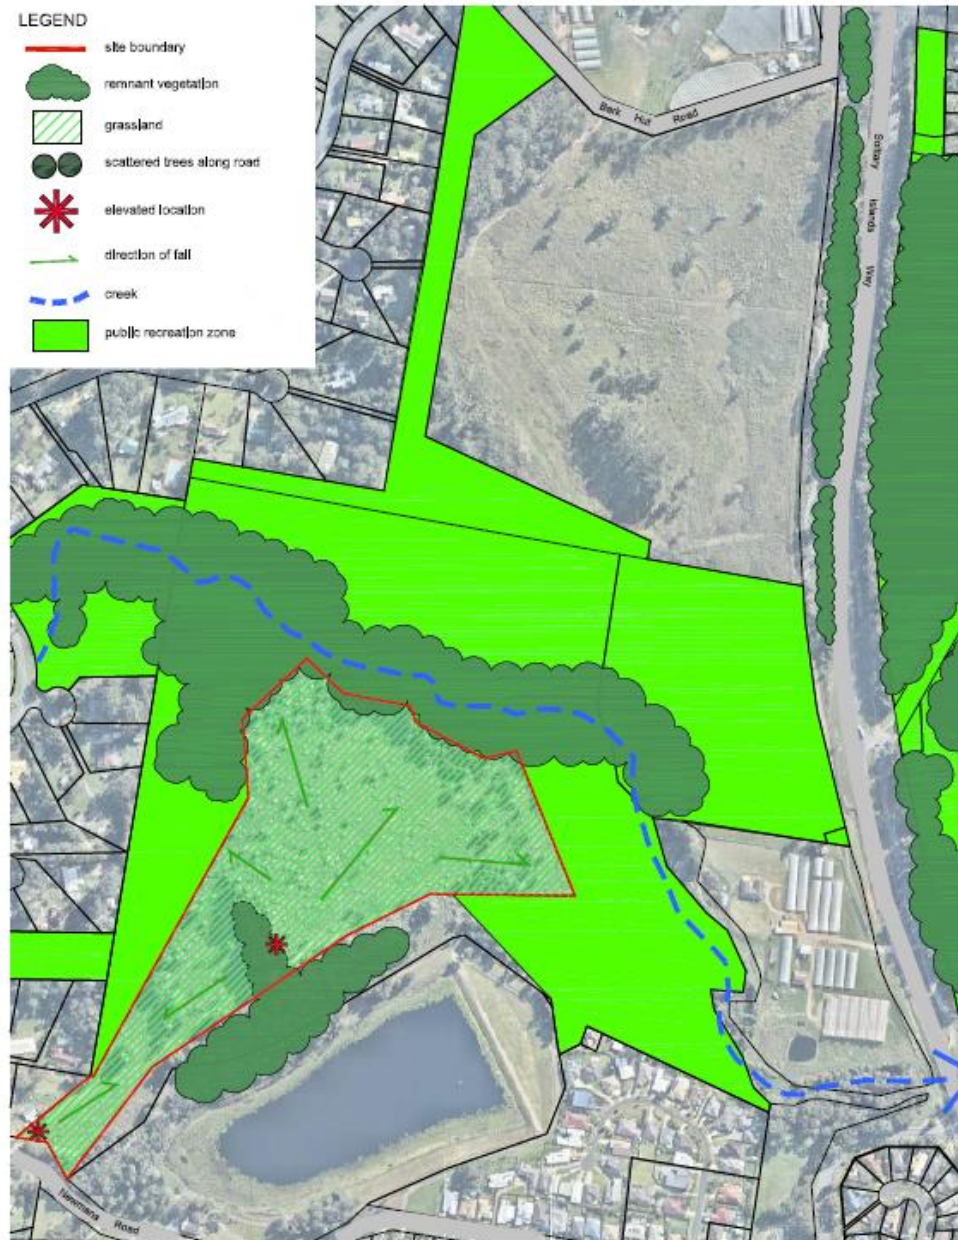 LEGEND
site boundary
remnant vegetation
grassland
scattered trees along road
elevated location
direction of fall
creek
public recreation zone
Bark Hut Road
Solitary Islands Way
Newmans Road